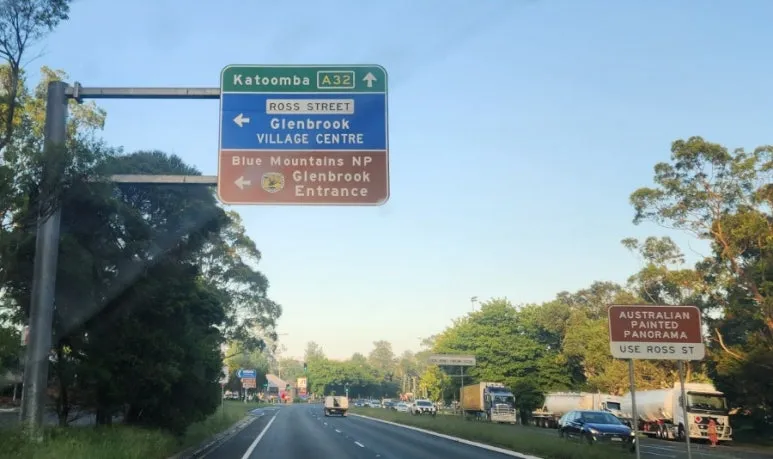 Katoomba A32
ROSS STREET
Glenbrook
VILLAGE CENTRE
Blue Mountains NP
Glenbrook
Entrance
AUSTRALIAN
PAINTED
PANORAMA
USE ROSS ST